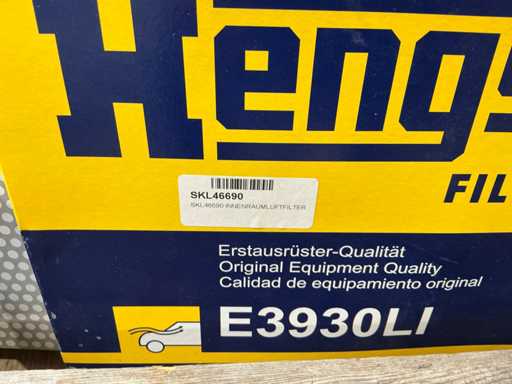 Hengs
FIL
SKL46690
SKL46690 INNENRAUMLUFTFILTER
Erstausrüster-Qualität
Original Equipment Quality
Calidad de equipamiento original
E3930LI